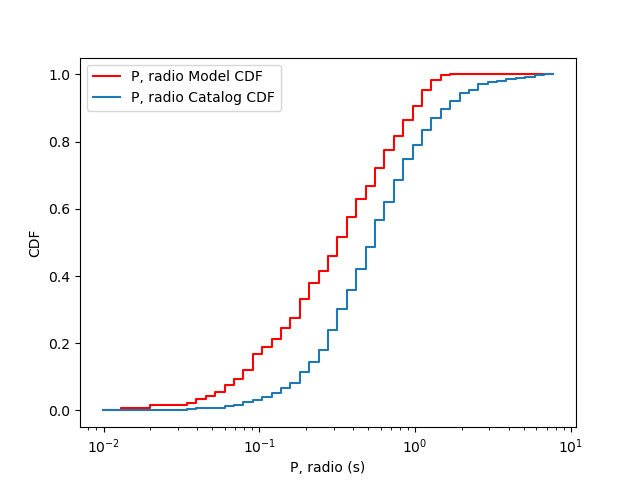 P, radio Model CDF
P, radio Catalog CDF
CDF
1.0
0.8
0.6
0.4
0.2
0.0
10⁻² 10⁻¹ 10⁰ 10¹
P, radio (s)